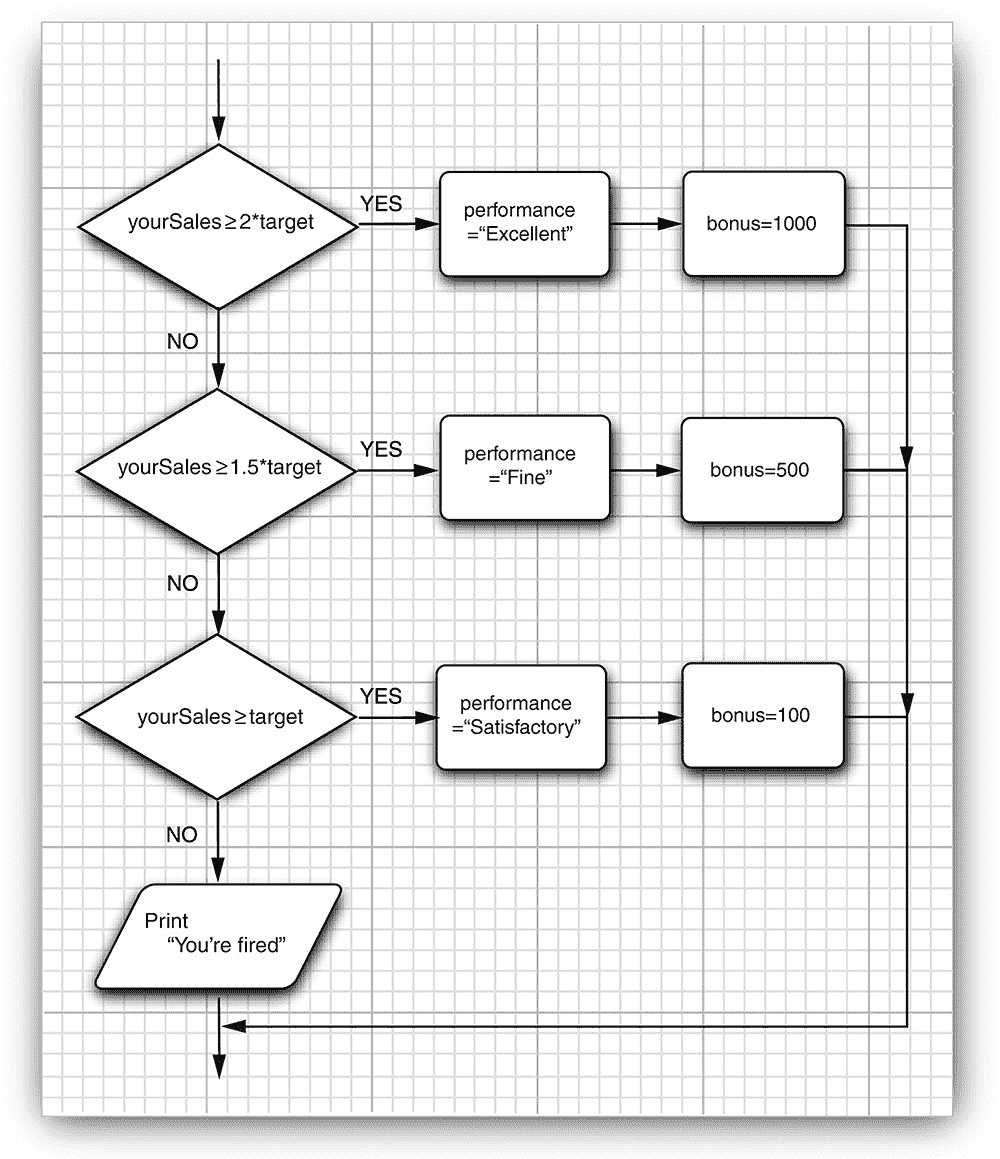 yourSales≥2*target
YES
performance
=“Excellent”
bonus=1000
NO
yourSales≥1.5*target
YES
performance
=“Fine”
bonus=500
NO
yourSales≥target
YES
performance
=“Satisfactory”
bonus=100
NO
Print
“You’re fired”